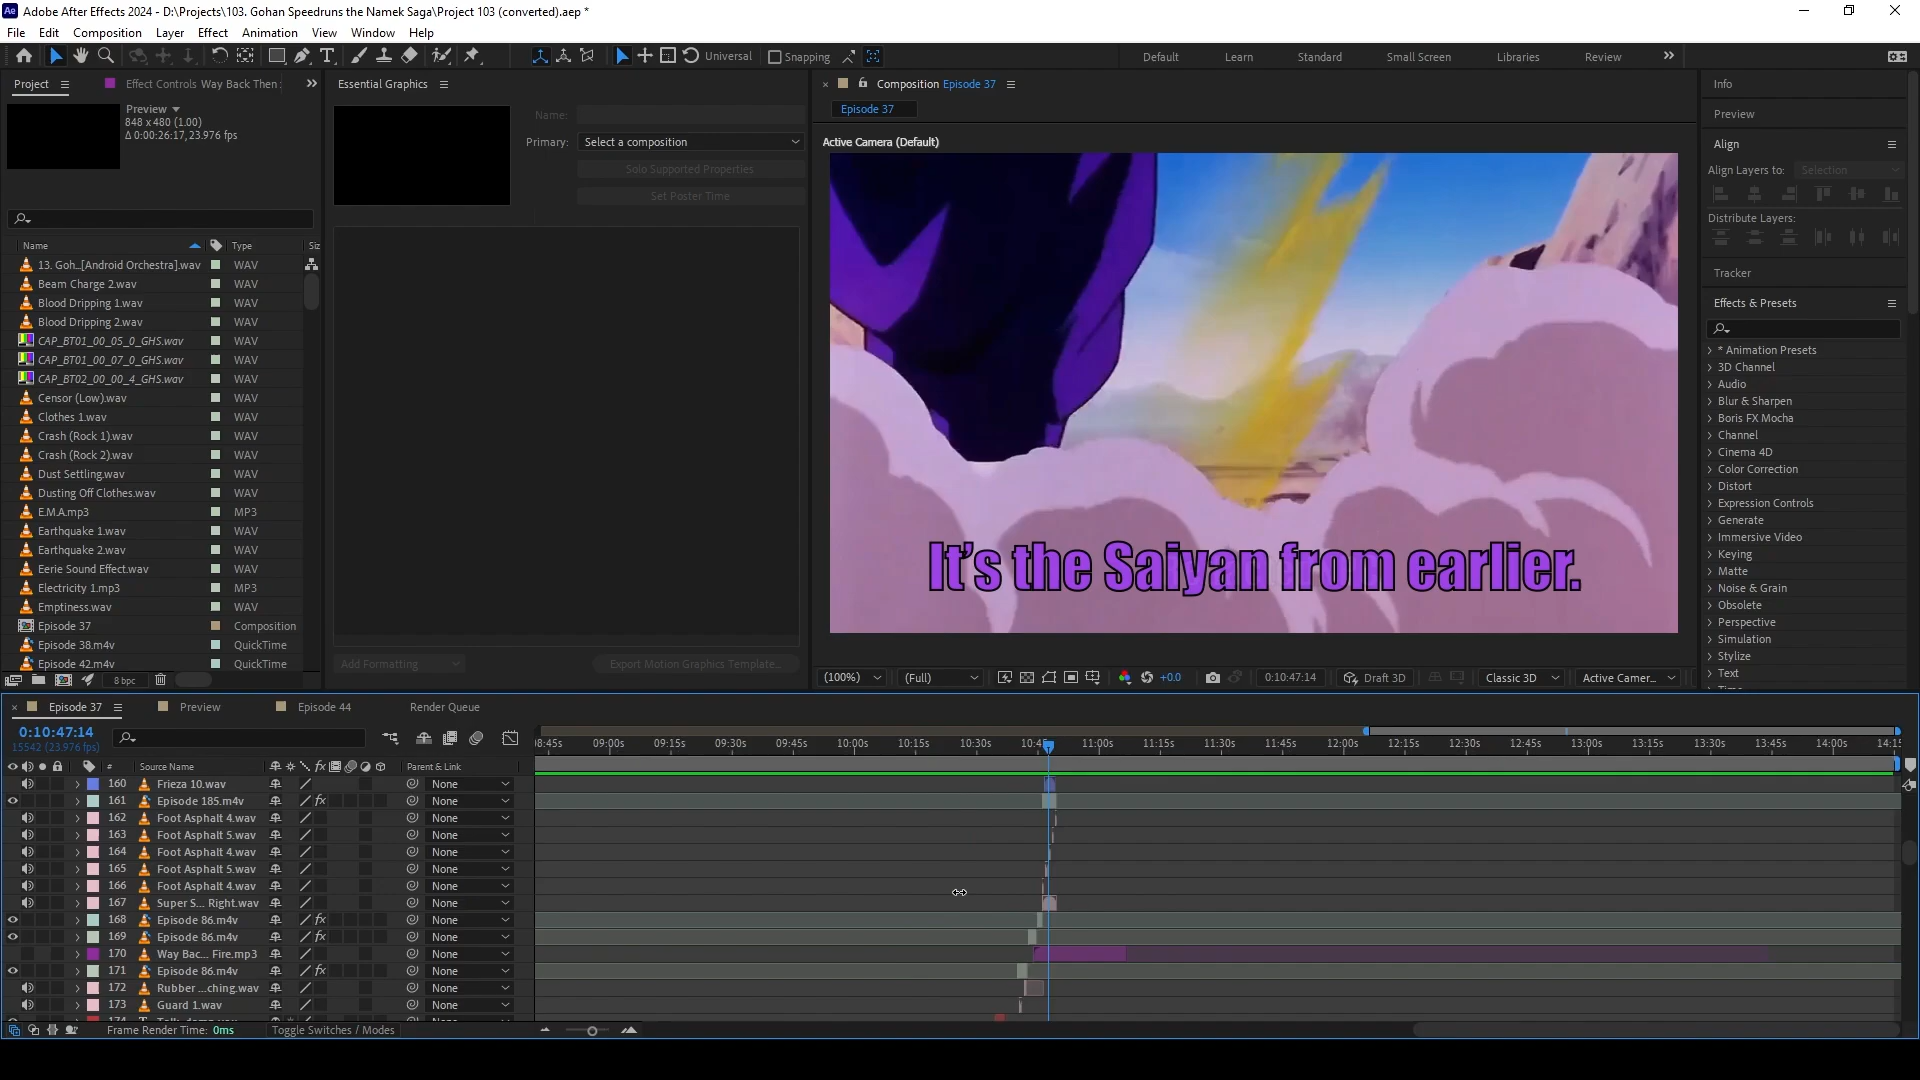 Adobe After Effects 2024 - D:\Projects\103. Gohan Speedruns the Namek Saga\Project 103 (converted).aep *
File Edit Composition Layer Effect Animation View Window Help
Universal Snapping Default Learn Standard Small Screen Libraries Review
Project Effect Controls Way Back Then:
Preview
848 x 480 (1.00)
Δ 0:00:26:17, 23.976 fps
Name Type Siz
13. Goh...[Android Orchestra].wav WAV
Beam Charge 2.wav WAV
Blood Dripping 1.wav WAV
Blood Dripping 2.wav WAV
CAP_BT01_00_05_0_GHS.wav WAV
CAP_BT01_00_07_0_GHS.wav WAV
CAP_BT02_00_00_4_GHS.wav WAV
Censor (Low).wav WAV
Clothes 1.wav WAV
Crash (Rock 1).wav WAV
Crash (Rock 2).wav WAV
Dust Settling.wav WAV
Dusting Off Clothes.wav WAV
E.M.A.mp3 MP3
Earthquake 1.wav WAV
Earthquake 2.wav WAV
Eerie Sound Effect.wav WAV
Electricity 1.mp3 MP3
Emptiness.wav WAV
Episode 37 Composition
Episode 38.m4v QuickTime
Episode 42.m4v QuickTime
8 bpc
Essential Graphics
Name:
Primary: Select a composition
Solo Supported Properties
Set Poster Time
Add Formatting Export Motion Graphics Template...
Composition Episode 37
Episode 37
Active Camera (Default)
It's the Saiyan from earlier.
(100%) (Full) +0.0 0:10:47:14 Draft 3D Classic 3D Active Camer...
Info
Preview
Align
Align Layers to: Selection
Distribute Layers:
Tracker
Effects & Presets
* Animation Presets
3D Channel
Audio
Blur & Sharpen
Boris FX Mocha
Channel
Cinema 4D
Color Correction
Distort
Expression Controls
Generate
Immersive Video
Keying
Matte
Noise & Grain
Obsolete
Perspective
Simulation
Stylize
Text
Episode 37 Preview Episode 44 Render Queue
0:10:47:14
15542 (23.976 fps)
08:45s 09:00s 09:15s 09:30s 09:45s 10:00s 10:15s 10:30s 10:45s 11:00s 11:15s 11:30s 11:45s 12:00s 12:15s 12:30s 12:45s 13:00s 13:15s 13:30s 13:45s 14:00s 14:15
# Source Name Parent & Link
160 Frieza 10.wav None
161 Episode 185.m4v None
162 Foot Asphalt 4.wav None
163 Foot Asphalt 5.wav None
164 Foot Asphalt 4.wav None
165 Foot Asphalt 5.wav None
166 Foot Asphalt 4.wav None
167 Super S... Right.wav None
168 Episode 86.m4v None
169 Episode 86.m4v None
170 Way Bac... Fire.mp3 None
171 Episode 86.m4v None
172 Rubber ...ching.wav None
173 Guard 1.wav None
Frame Render Time: 0ms Toggle Switches / Modes